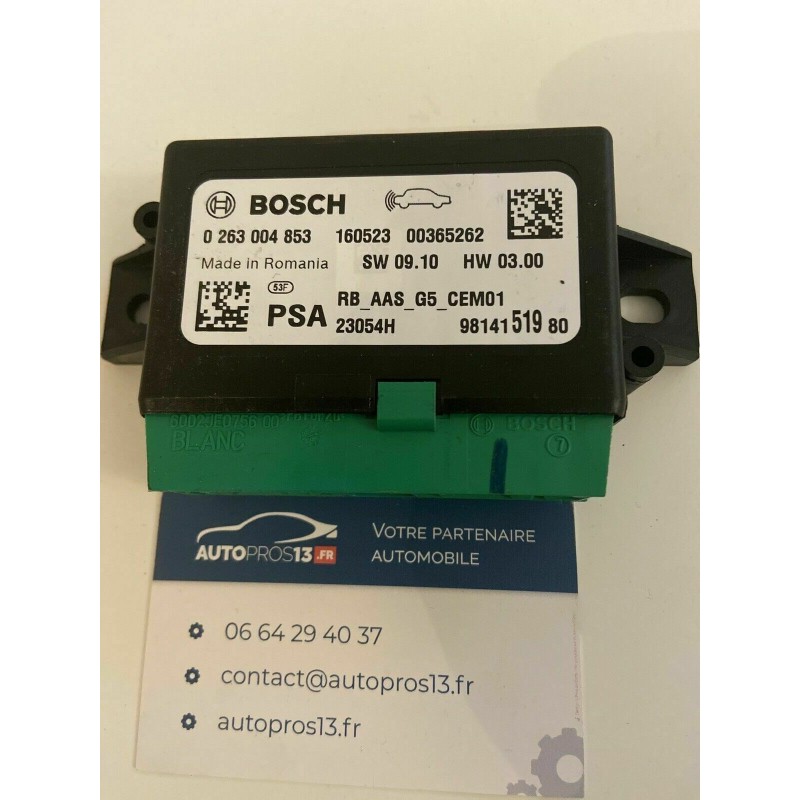 BOSCH
0 263 004 853 160523 00365262
Made in Romania SW 09.10 HW 03.00
53F
PSA RB_AAS_G5_CEM01
23054H 98141 519 80
BOSCH
BLANC 7
AUTOPROS13.FR
VOTRE PARTENAIRE
AUTOMOBILE
06 64 29 40 37
contact@autopros13.fr
autopros13.fr